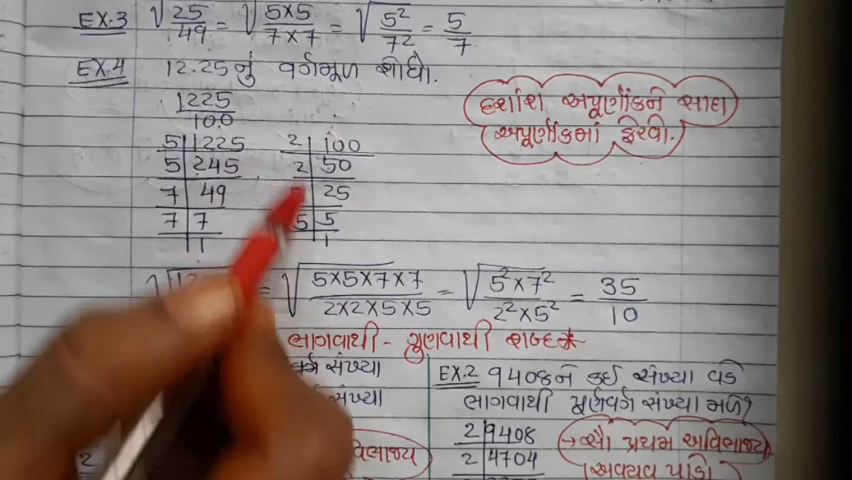 EX.3 √25/49 = √5×5/7×7 = √5²/72 = 5/7
EX.4 12.25નું વર્ગમૂળ શોધો.
દશાંશ અપૂર્ણાંકને સાદા
અપૂર્ણાંકમાં ફેરવો.
1225
100
5 1225
5 245
7 49
7 7
1
2 100
2 50
25
5 5
1
= √5×5×7×7/2×2×5×5 = √5²×7²/2²×5² = 35/10
ભાગવાથી - ગુણવાથી શબ્દ*
સંખ્યા
સંખ્યા
EX.2 9408ને કઈ સંખ્યા વડે
ભાગવાથી પૂર્ણવર્ગ સંખ્યા મળે?
2 9408
2 4704
→ સૌ પ્રથમ અવિભાજ્ય
અવયવ પાડો